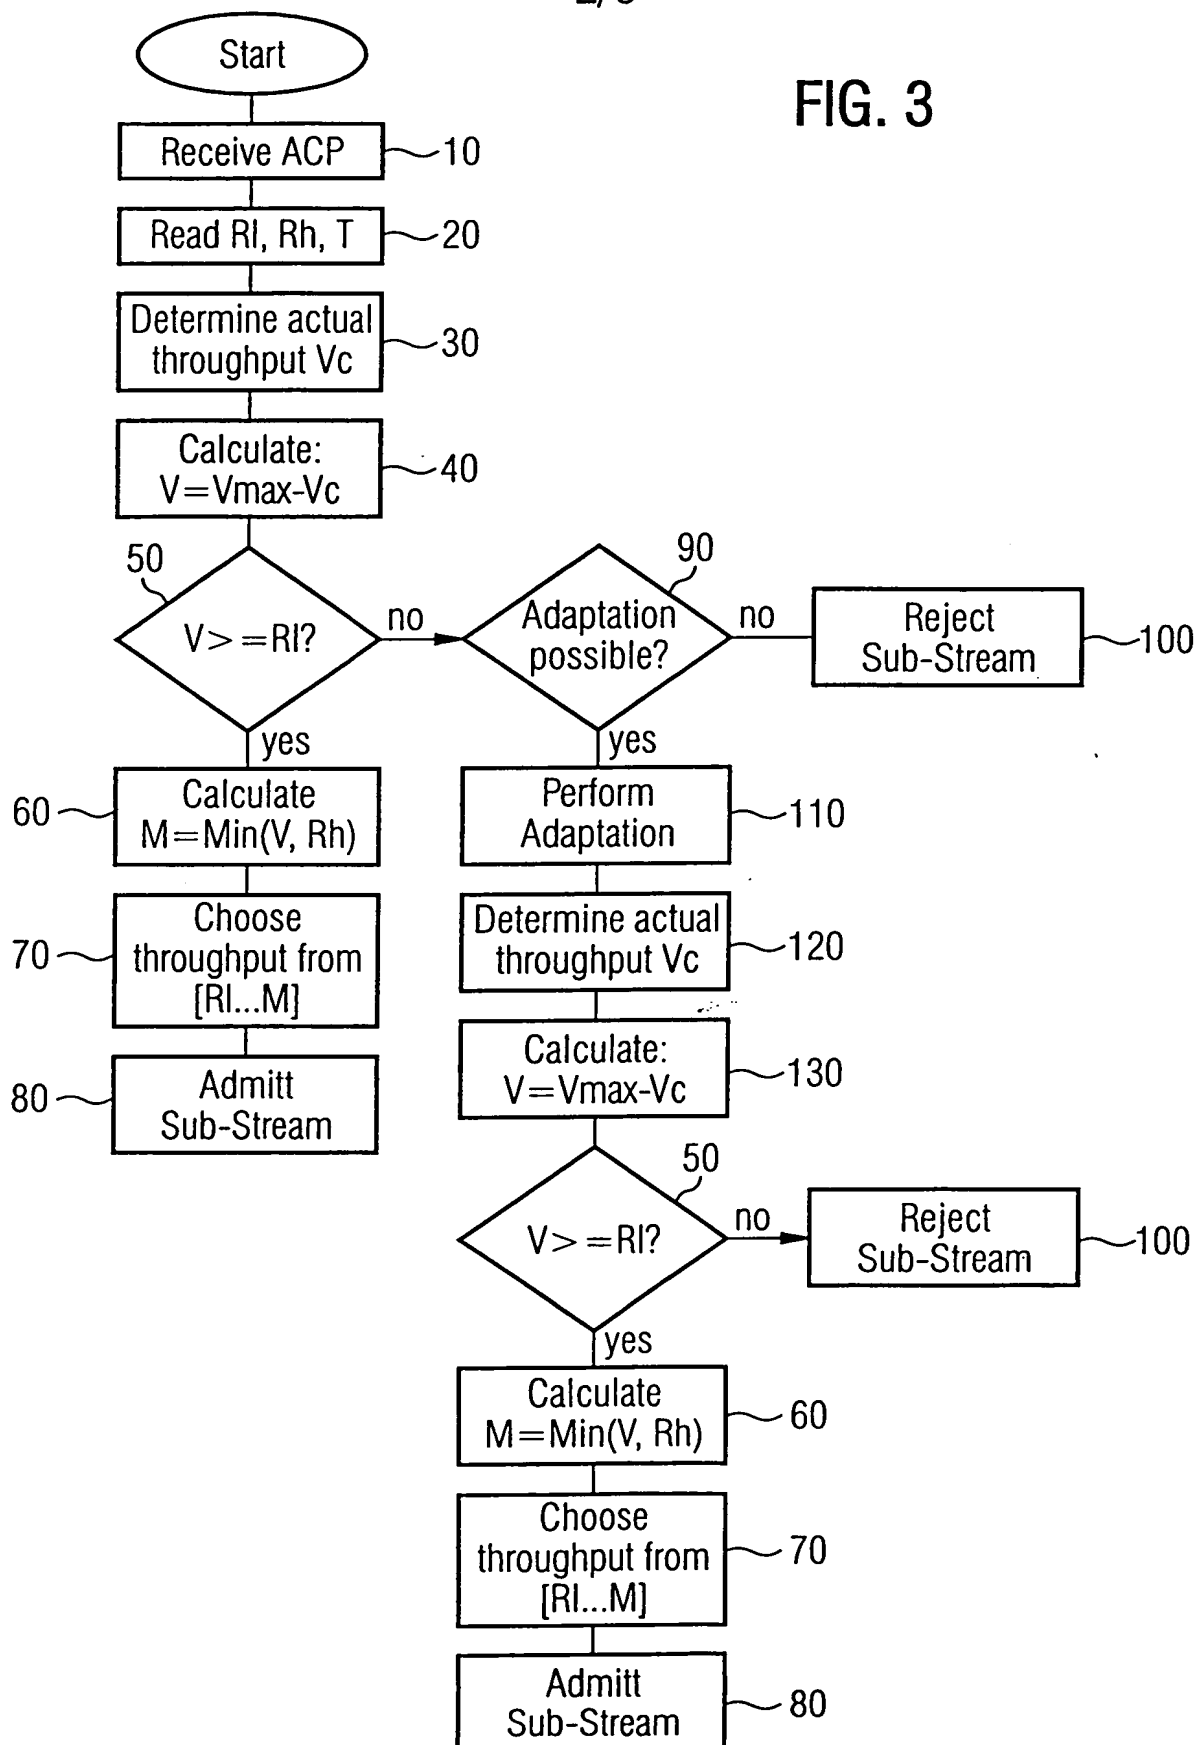 FIG. 3
Start
Receive ACP
10
Read Rl, Rh, T
20
Determine actual
throughput Vc
30
Calculate:
V=Vmax-Vc
40
50
V>=Rl?
no
90
Adaptation
possible?
no
Reject
Sub-Stream
100
yes
yes
60
Calculate
M=Min(V, Rh)
Perform
Adaptation
110
70
Choose
throughput from
[Rl...M]
Determine actual
throughput Vc
120
80
Admitt
Sub-Stream
Calculate:
V=Vmax-Vc
130
50
V>=Rl?
no
Reject
Sub-Stream
100
yes
Calculate
M=Min(V, Rh)
60
Choose
throughput from
[Rl...M]
70
Admitt
Sub-Stream
80